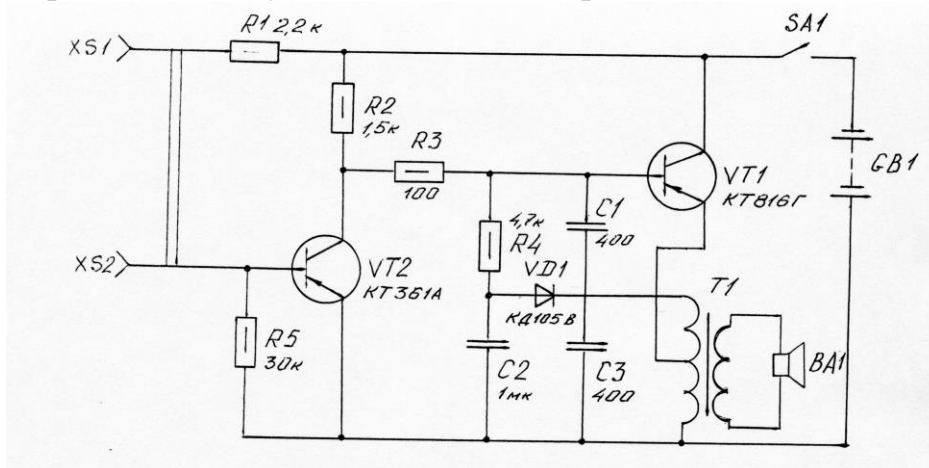 R1 2,2к
SA1
XS1
R2
1,5к
R3
100
VT1
КТ816Г
GB1
C1
400
4,7к
R4
XS2
VT2
КТ361А
VD1
КД105В
T1
R5
30к
C2
1мк
C3
400
BA1